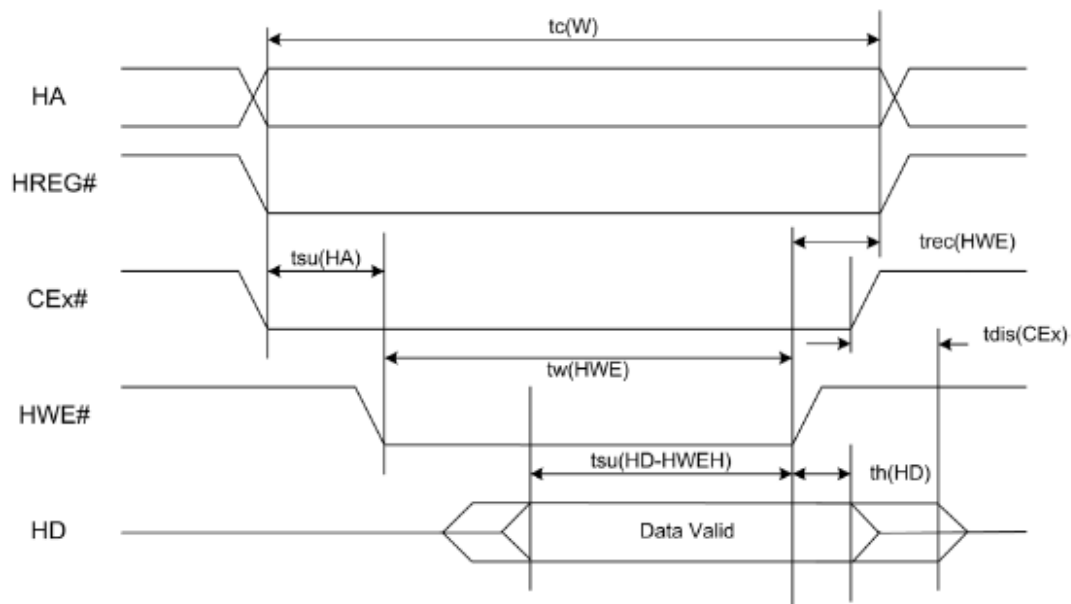 tc(W)
HA
HREG#
trec(HWE)
tsu(HA)
CEx#
tdis(CEx)
tw(HWE)
HWE#
tsu(HD-HWEH)
th(HD)
HD
Data Valid